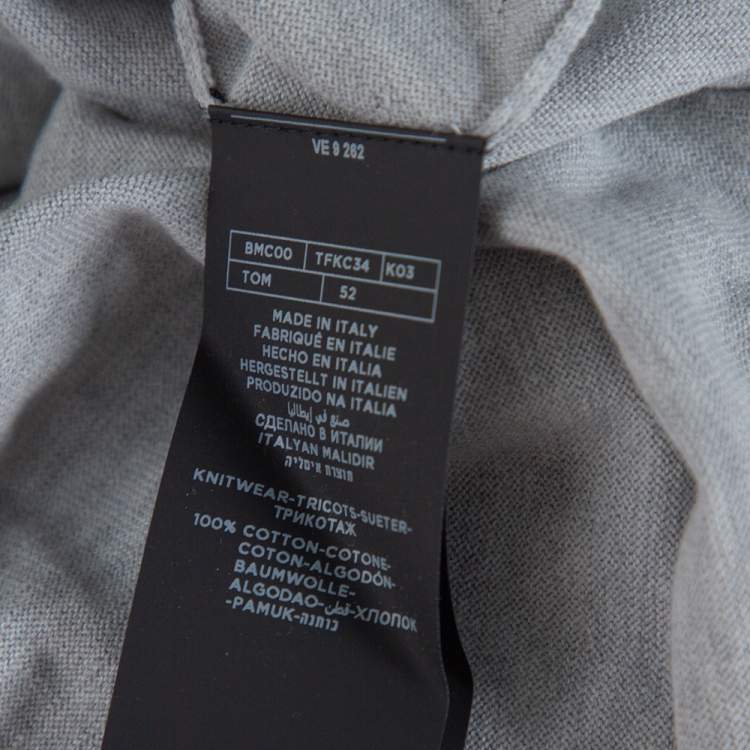 VE 9 282
BMC00 TFKC34 K03
TOM 52
MADE IN ITALY
FABRIQUÉ EN ITALIE
HECHO EN ITALIA
HERGESTELLT IN ITALIEN
PRODUZIDO NA ITALIA
صنع في إيطاليا
СДЕЛАНО В ИТАЛИИ
ITALYAN MALIDIR
תוצרת איטליה
KNITWEAR-TRICOTS-SUETER-
ТРИКОТАЖ
100% COTTON-COTONE-
COTON-ALGODÓN-
BAUMWOLLE-
ALGODAO-قطن-ХЛОПОК
-PAMUK-כותנה